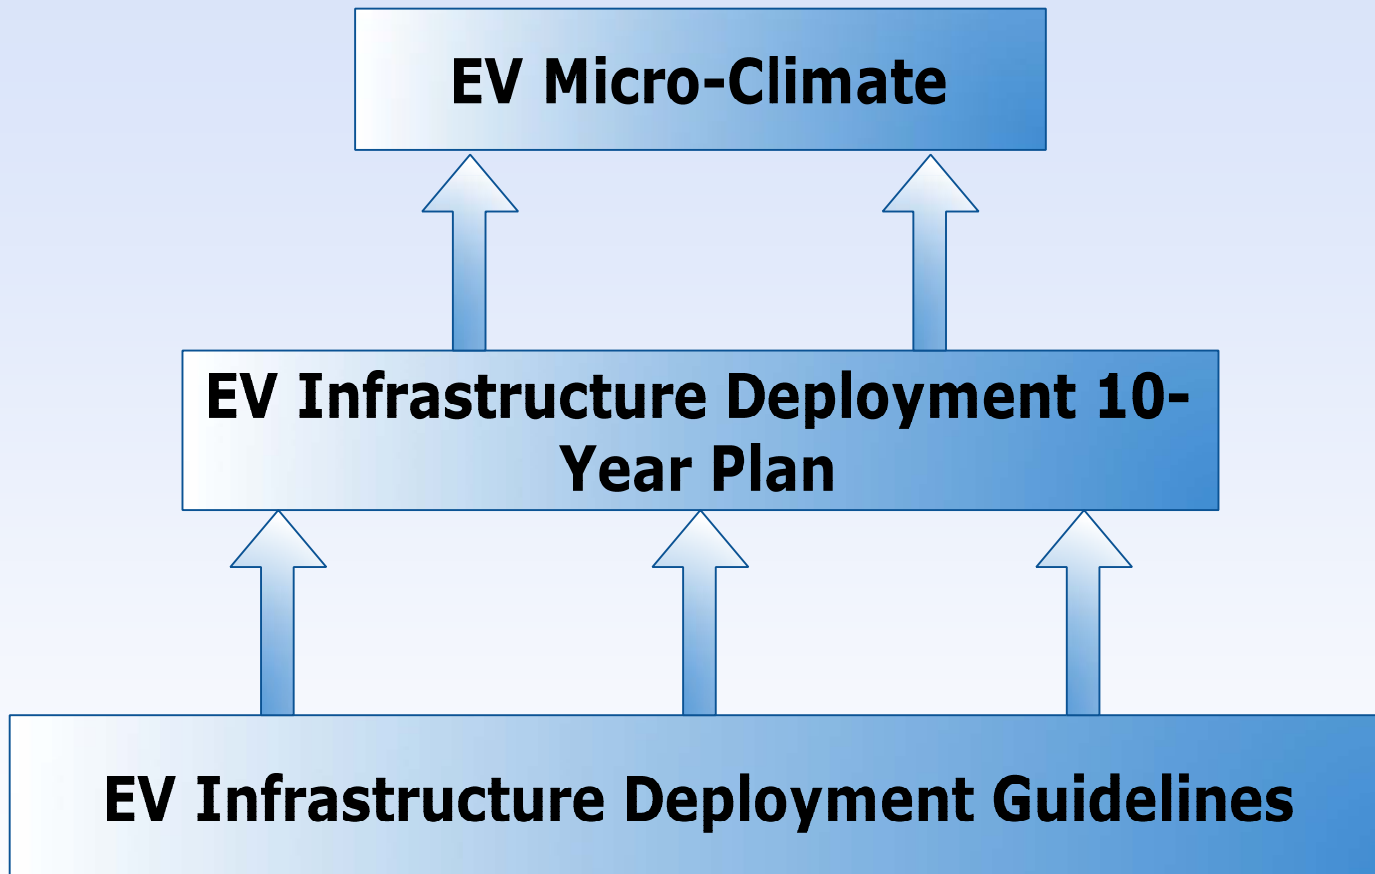 EV Micro-Climate
EV Infrastructure Deployment 10-
Year Plan
EV Infrastructure Deployment Guidelines